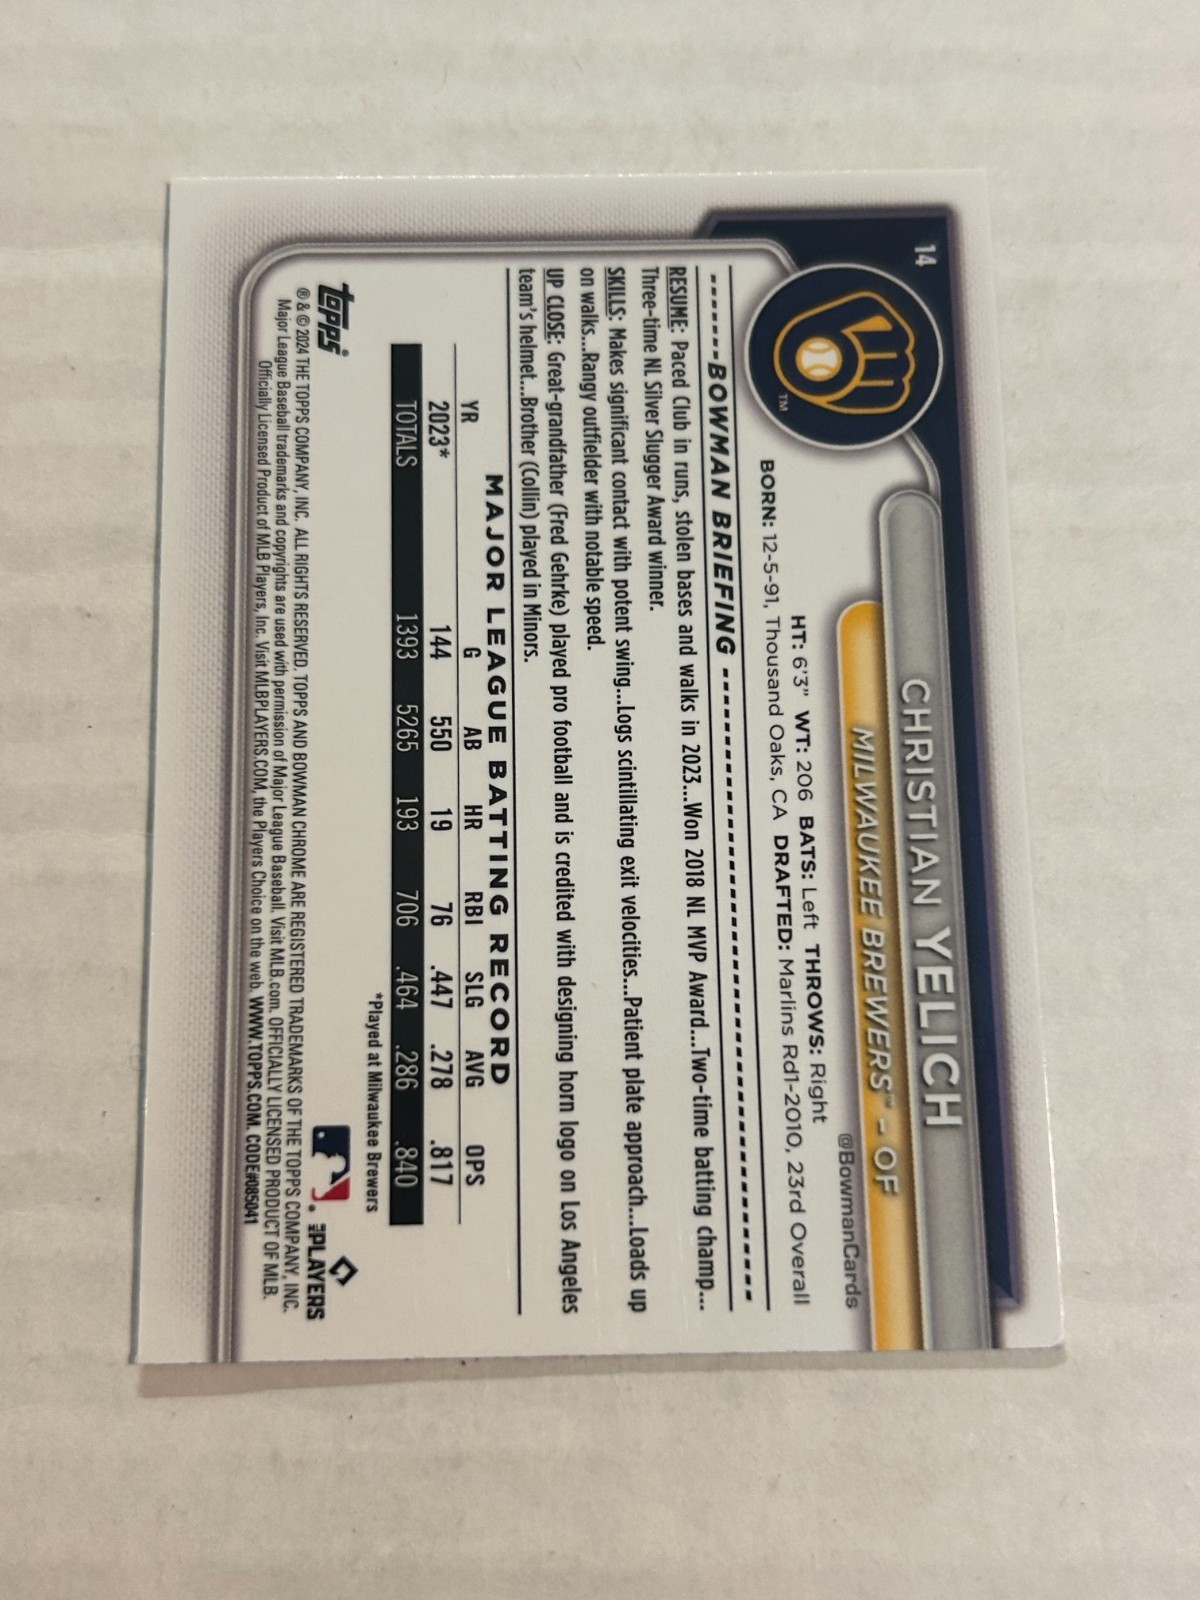 14
CHRISTIAN YELICH
MILWAUKEE BREWERS™ - OF
@BowmanCards
TM
HT: 6'3" WT: 206 BATS: Left THROWS: Right
BORN: 12-5-91, Thousand Oaks, CA DRAFTED: Marlins Rd1-2010, 23rd Overall
BOWMAN BRIEFING
RESUME: Paced Club in runs, stolen bases and walks in 2023...Won 2018 NL MVP Award...Two-time batting champ...
Three-time NL Silver Slugger Award winner.
SKILLS: Makes significant contact with potent swing...Logs scintillating exit velocities...Patient plate approach...Loads up
on walks...Rangy outfielder with notable speed.
UP CLOSE: Great-grandfather (Fred Gehrke) played pro football and is credited with designing horn logo on Los Angeles
team's helmet...Brother (Collin) played in Minors.
MAJOR LEAGUE BATTING RECORD
YR G AB HR RBI SLG AVG OPS
2023* 144 550 19 76 .447 .278 .817
TOTALS 1393 5265 193 706 .464 .286 .840
*Played at Milwaukee Brewers
topps
MLB PLAYERS
® & © 2024 THE TOPPS COMPANY, INC. ALL RIGHTS RESERVED. TOPPS AND BOWMAN CHROME ARE REGISTERED TRADEMARKS OF THE TOPPS COMPANY, INC.
Major League Baseball trademarks and copyrights are used with permission of Major League Baseball. Visit MLB.com. OFFICIALLY LICENSED PRODUCT OF MLB
Officially Licensed Product of MLB Players, Inc. Visit MLBPLAYERS.COM, the Players Choice on the web. WWW.TOPPS.COM. CODE#085041